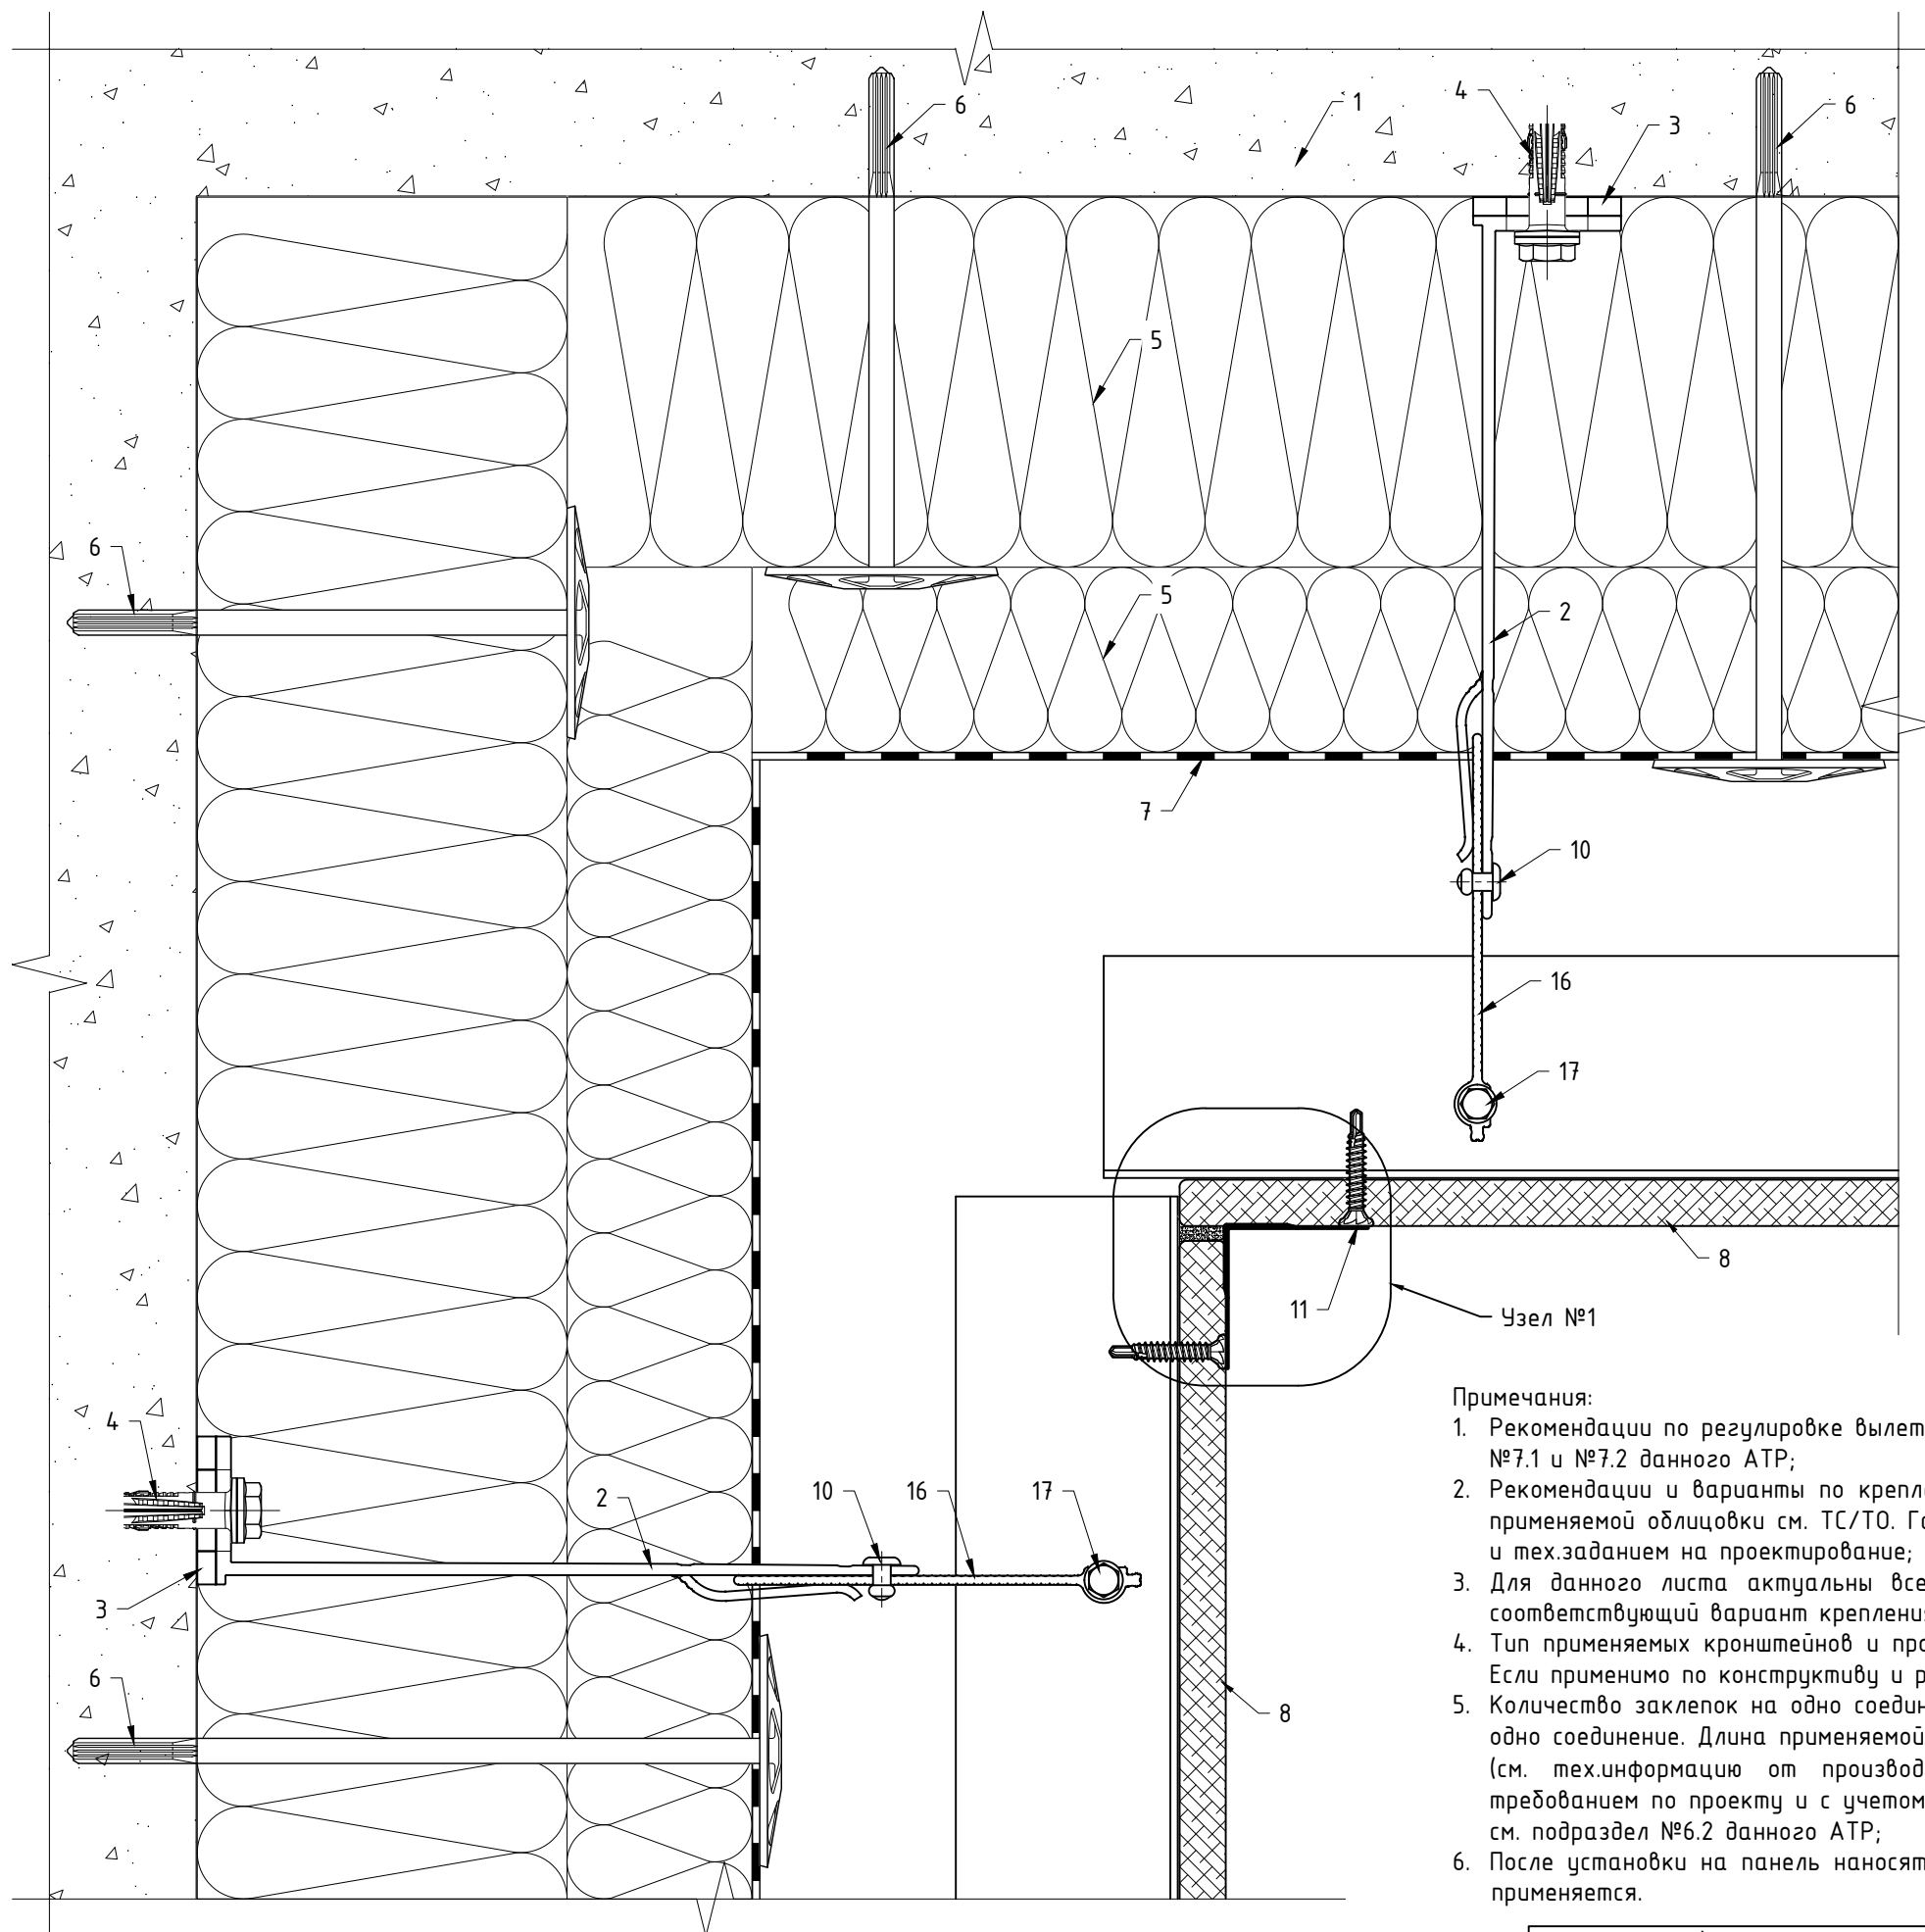 6
1
4
3
6
5
6
5
2
7
10
16
17
8
11
Узел №1
4
2
10
16
17
3
6
8
Примечания:
1. Рекомендации по регулировке вылет
№7.1 и №7.2 данного АТР;
2. Рекомендации и варианты по крепл
применяемой облицовки см. ТС/ТО. Го
и тех.заданием на проектирование;
3. Для данного листа актуальны все
соответствующий вариант крепления
4. Тип применяемых кронштейнов и про
Если применимо по конструктиву и р
5. Количество заклепок на одно соедин
одно соединение. Длина применяемой
(см. тех.информацию от производ
требованием по проекту и с учетом
см. подраздел №6.2 данного АТР;
6. После установки на панель наносят
применяется.